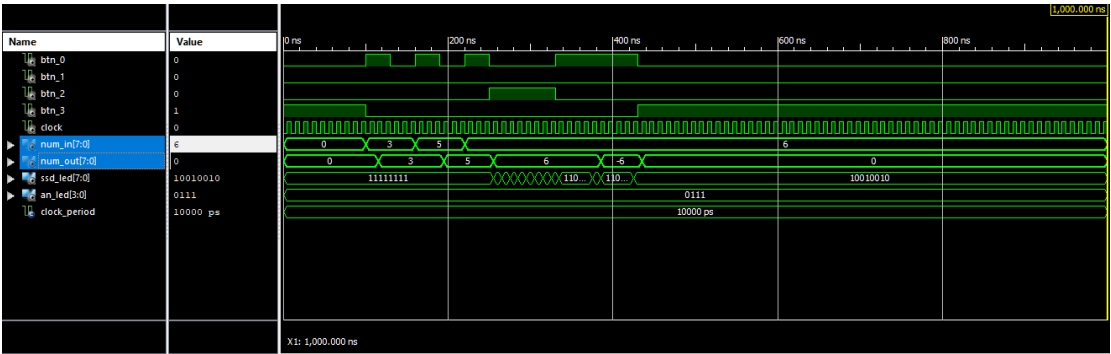 1,000.000 ns
Name Value 0 ns 200 ns 400 ns 600 ns 800 ns
btn_0 0
btn_1 0
btn_2 0
btn_3 1
clock 0
num_in[7:0] 6 0 3 5 6
num_out[7:0] 0 0 3 5 6 -6 0
ssd_led[7:0] 10010010 11111111 110... 110... 10010010
an_led[3:0] 0111 0111
clock_period 10000 ps 10000 ps
X1: 1,000.000 ns